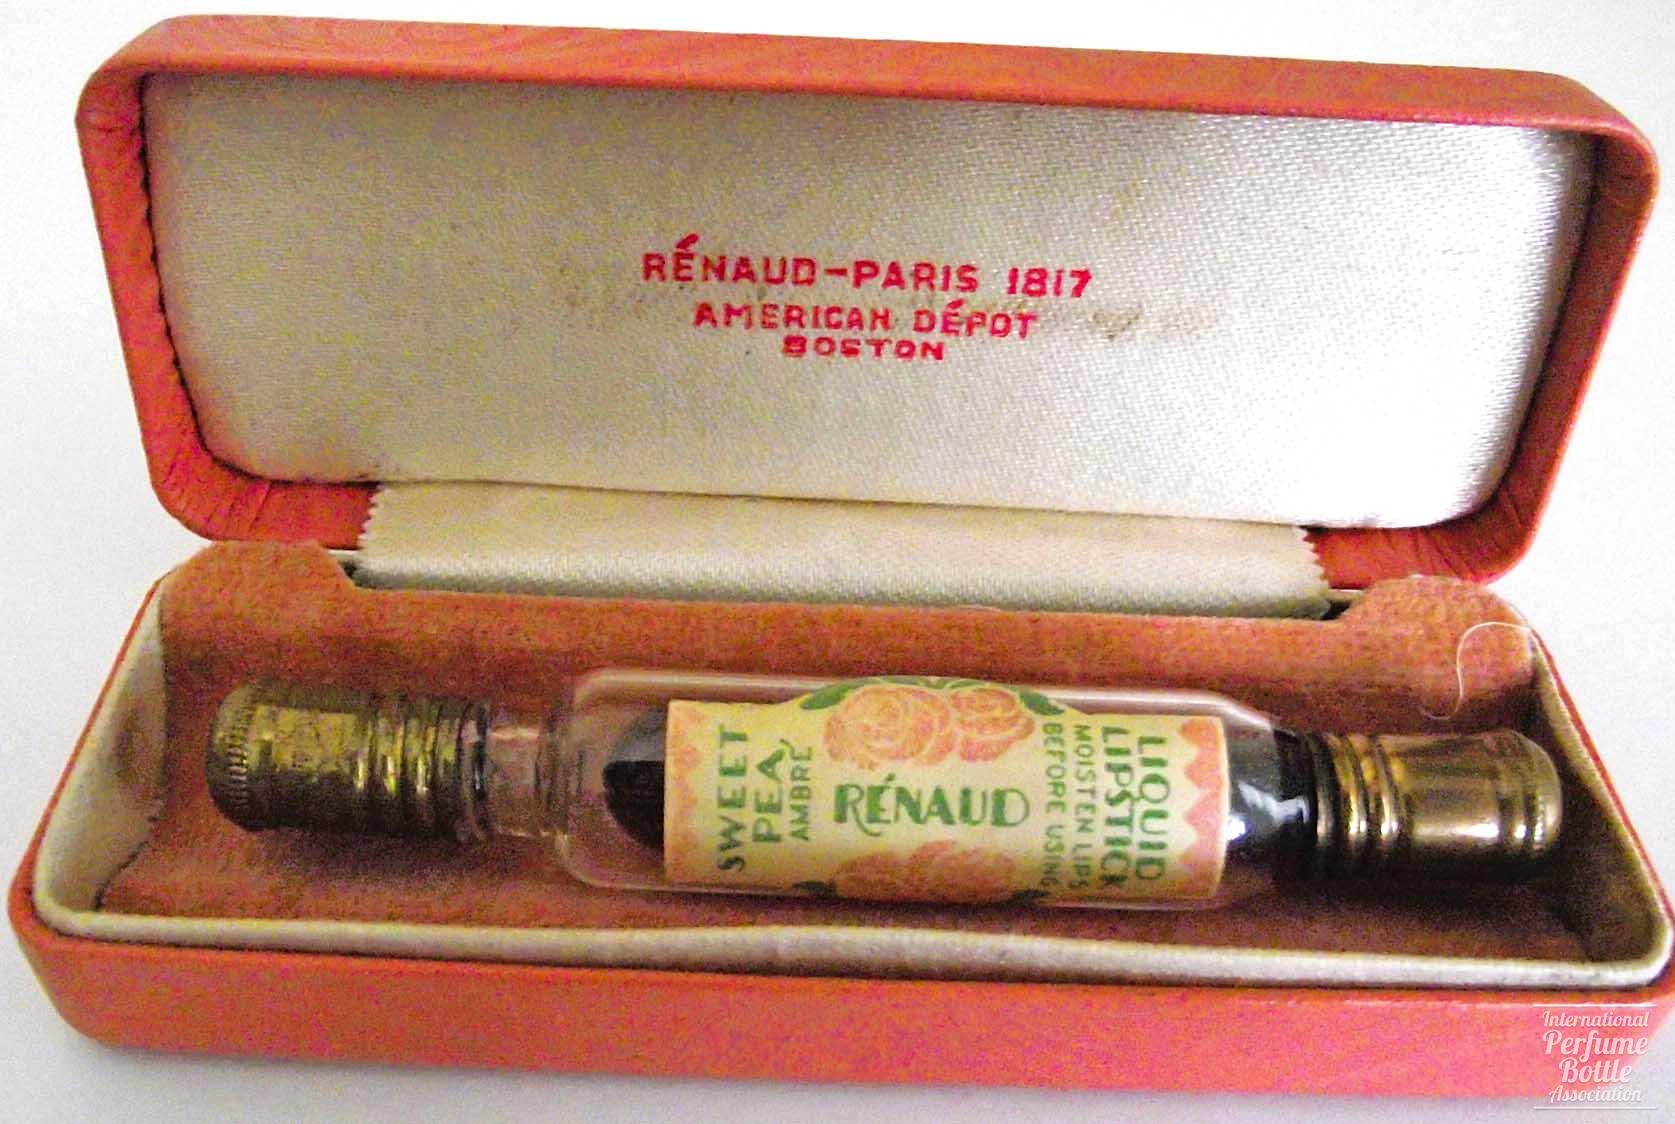 RÉNAUD-PARIS 1817
AMERICAN DÉPOT
BOSTON
SWEET
PEA
AMBRÉ
RÉNAUD
LIQUID
LIPSTICK
MOISTEN LIPS
BEFORE USING
International
Perfume
Bottle
Association